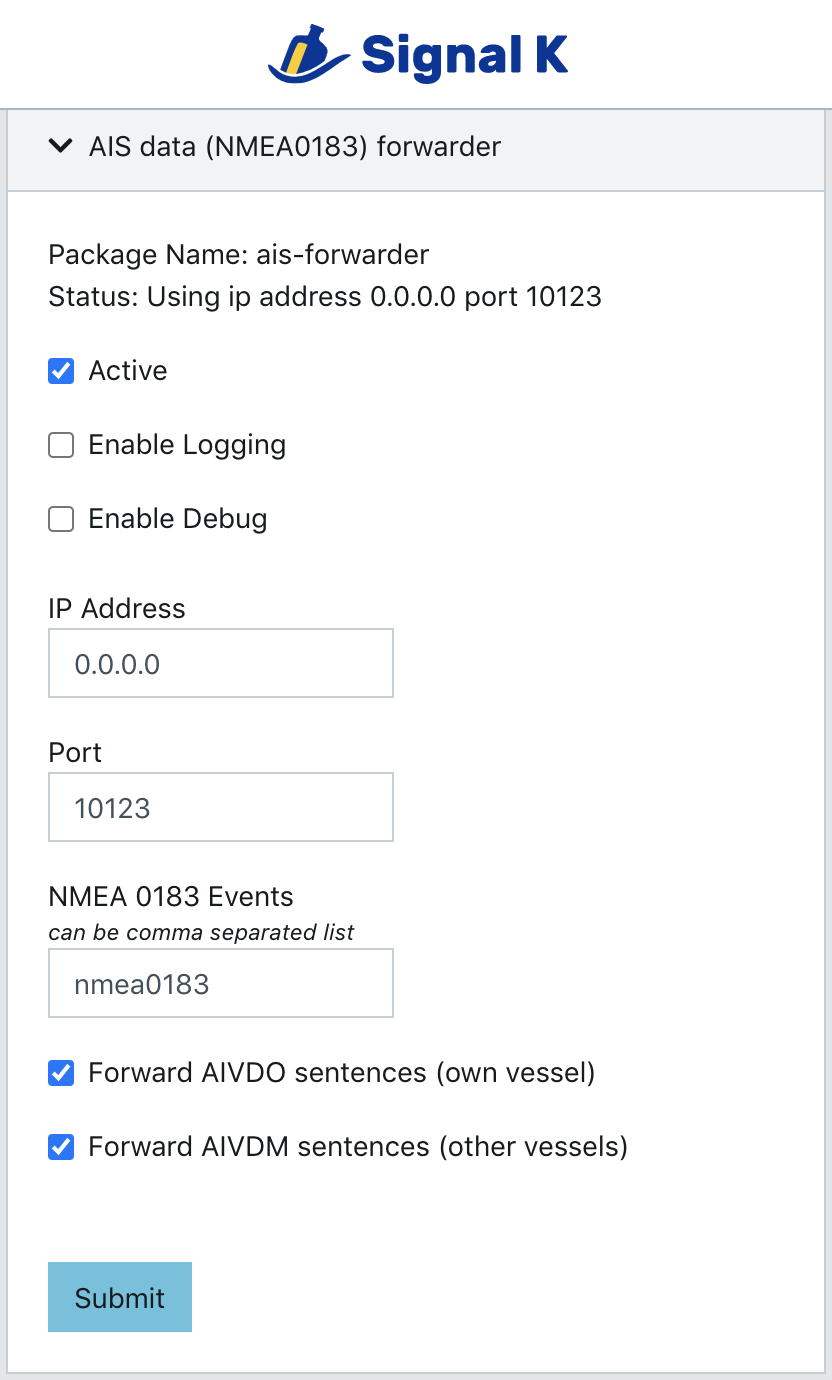 Signal K
AIS data (NMEA0183) forwarder
Package Name: ais-forwarder
Status: Using ip address 0.0.0.0 port 10123
Active
Enable Logging
Enable Debug
IP Address
0.0.0.0
Port
10123
NMEA 0183 Events
can be comma separated list
nmea0183
Forward AIVDO sentences (own vessel)
Forward AIVDM sentences (other vessels)
Submit